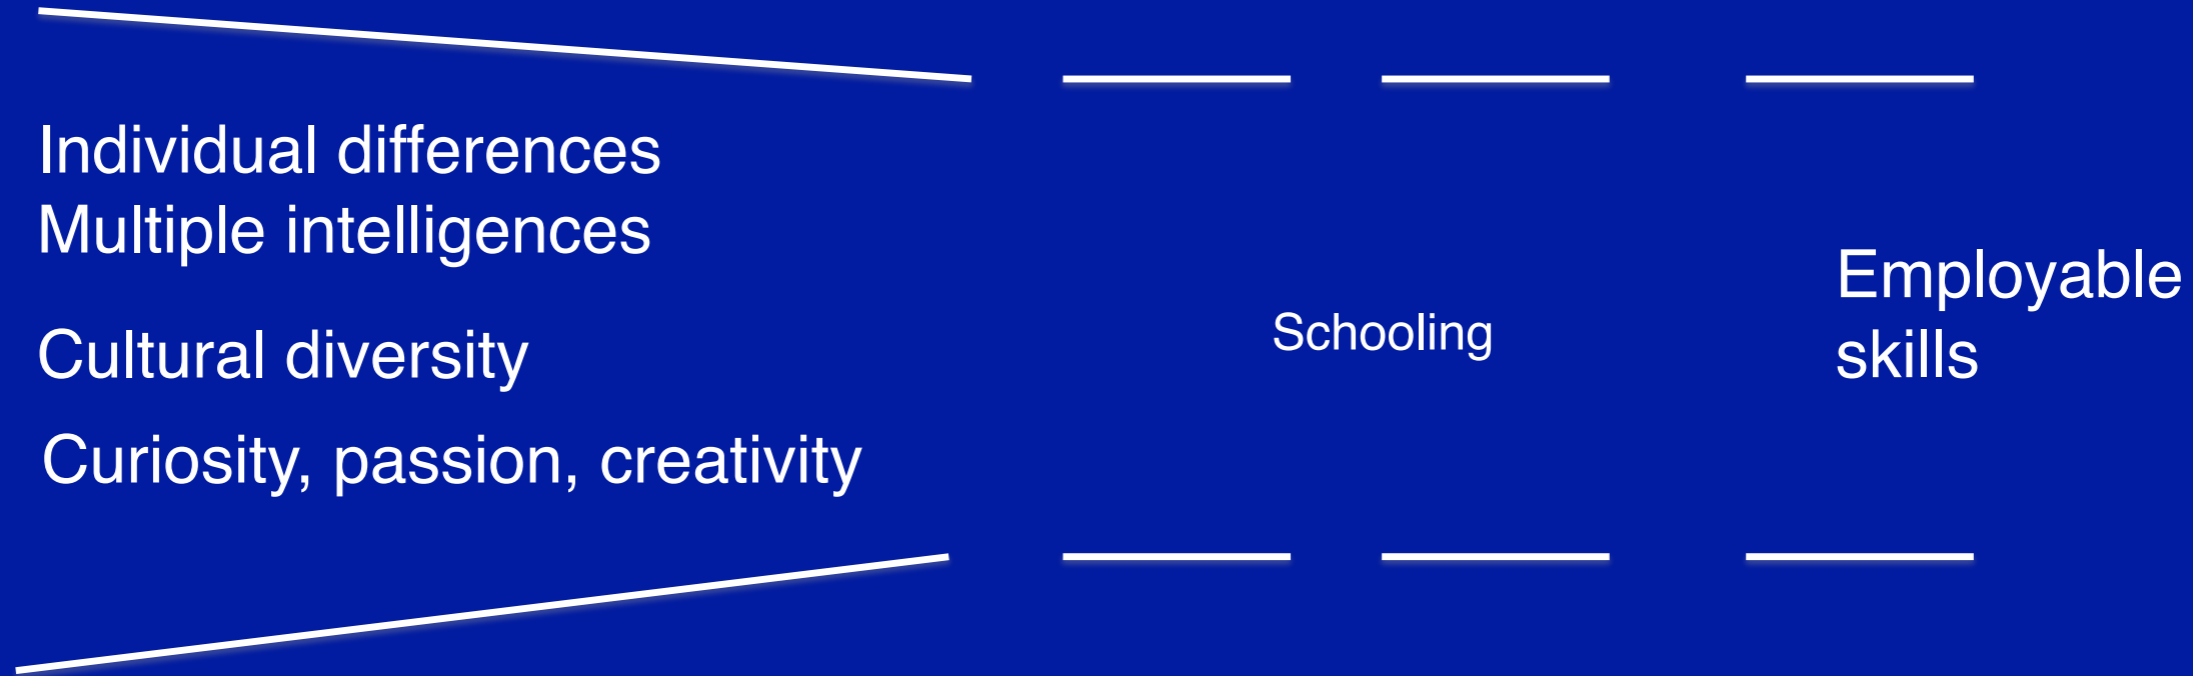 Individual differences
Multiple intelligences
Cultural diversity
Curiosity, passion, creativity
Schooling
Employable
skills